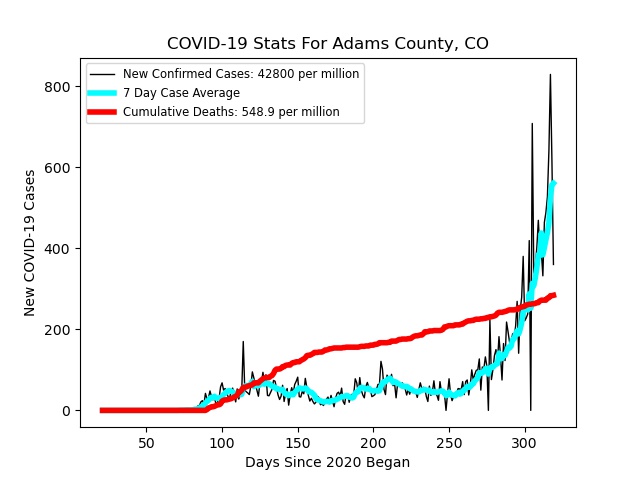 COVID-19 Stats For Adams County, CO
New Confirmed Cases: 42800 per million
7 Day Case Average
Cumulative Deaths: 548.9 per million
New COVID-19 Cases
800
600
400
200
0
50 100 150 200 250 300
Days Since 2020 Began